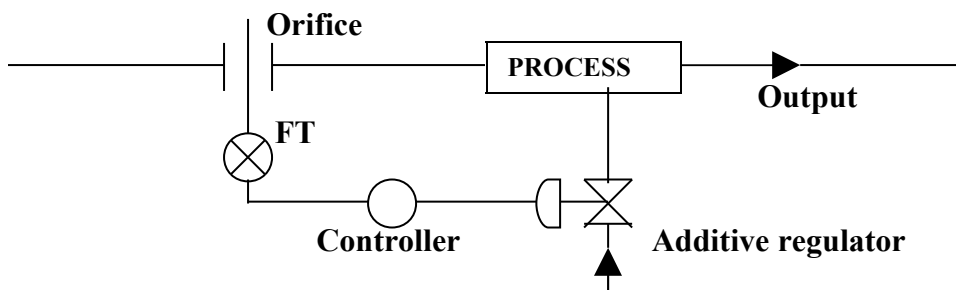 Orifice
PROCESS
Output
FT
Controller
Additive regulator